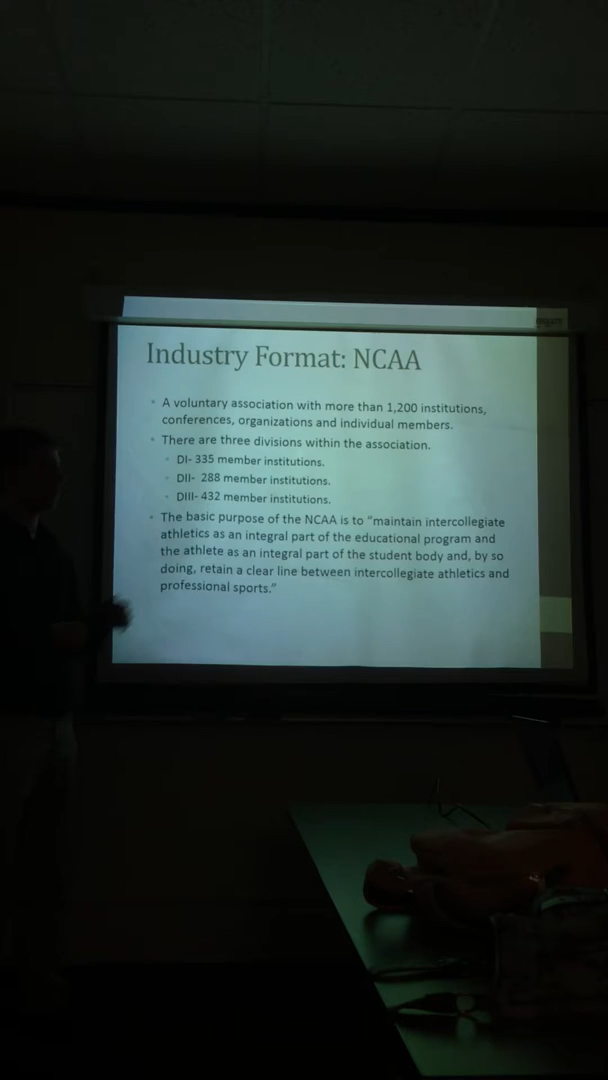 Industry Format: NCAA
• A voluntary association with more than 1,200 institutions,
conferences, organizations and individual members.
• There are three divisions within the association.
• DI- 335 member institutions.
• DII- 288 member institutions.
• DIII- 432 member institutions.
• The basic purpose of the NCAA is to “maintain intercollegiate
athletics as an integral part of the educational program and
the athlete as an integral part of the student body and, by so
doing, retain a clear line between intercollegiate athletics and
professional sports.”